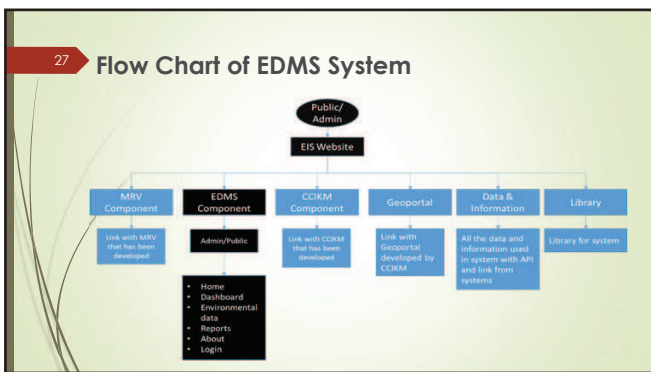 27
Flow Chart of EDMS System
Public/
Admin
EIS Website
MRV
Component
EDMS
Component
CCIKM
Component
Geoportal
Data &
Information
Library
Link with MRV
that has been
developed
Admin/Public
Link with CCIKM
that has been
developed
Link with
Geoportal
developed by
CCIKM
All the data and
information used
in system with API
and link from
systems
Library for system
• Home
• Dashboard
• Environmental
data
• Reports
• About
• Login